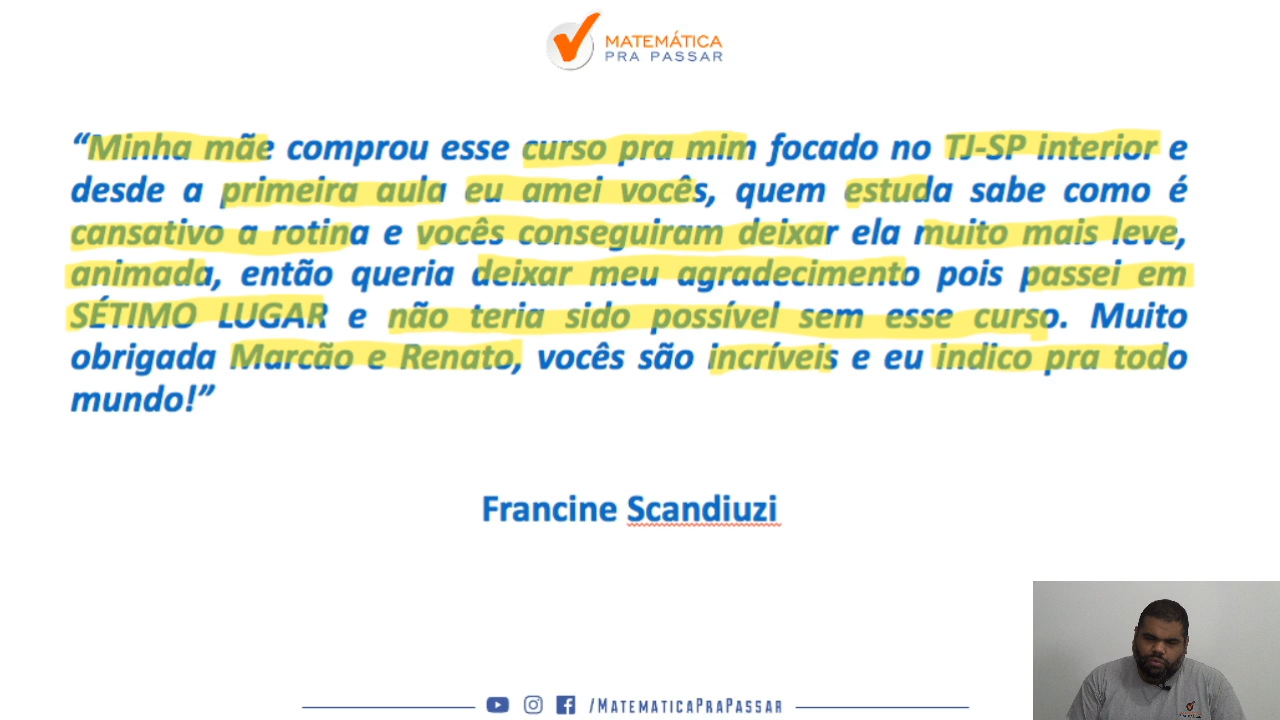 MATEMÁTICA
PRA PASSAR
“Minha mãe comprou esse curso pra mim focado no TJ-SP interior e
desde a primeira aula eu amei vocês, quem estuda sabe como é
cansativo a rotina e vocês conseguiram deixar ela muito mais leve,
animada, então queria deixar meu agradecimento pois passei em
SÉTIMO LUGAR e não teria sido possível sem esse curso. Muito
obrigada Marcão e Renato, vocês são incríveis e eu indico pra todo
mundo!”
Francine Scandiuzi
/MATEMATICAPRAPASSAR